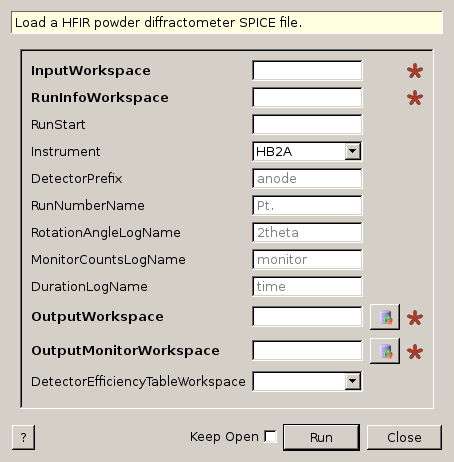 Load a HFIR powder diffractometer SPICE file.
InputWorkspace
RunInfoWorkspace
RunStart
Instrument HB2A
DetectorPrefix anode
RunNumberName Pt.
RotationAngleLogName 2theta
MonitorCountsLogName monitor
DurationLogName time
OutputWorkspace
OutputMonitorWorkspace
DetectorEfficiencyTableWorkspace
? Keep Open Run Close